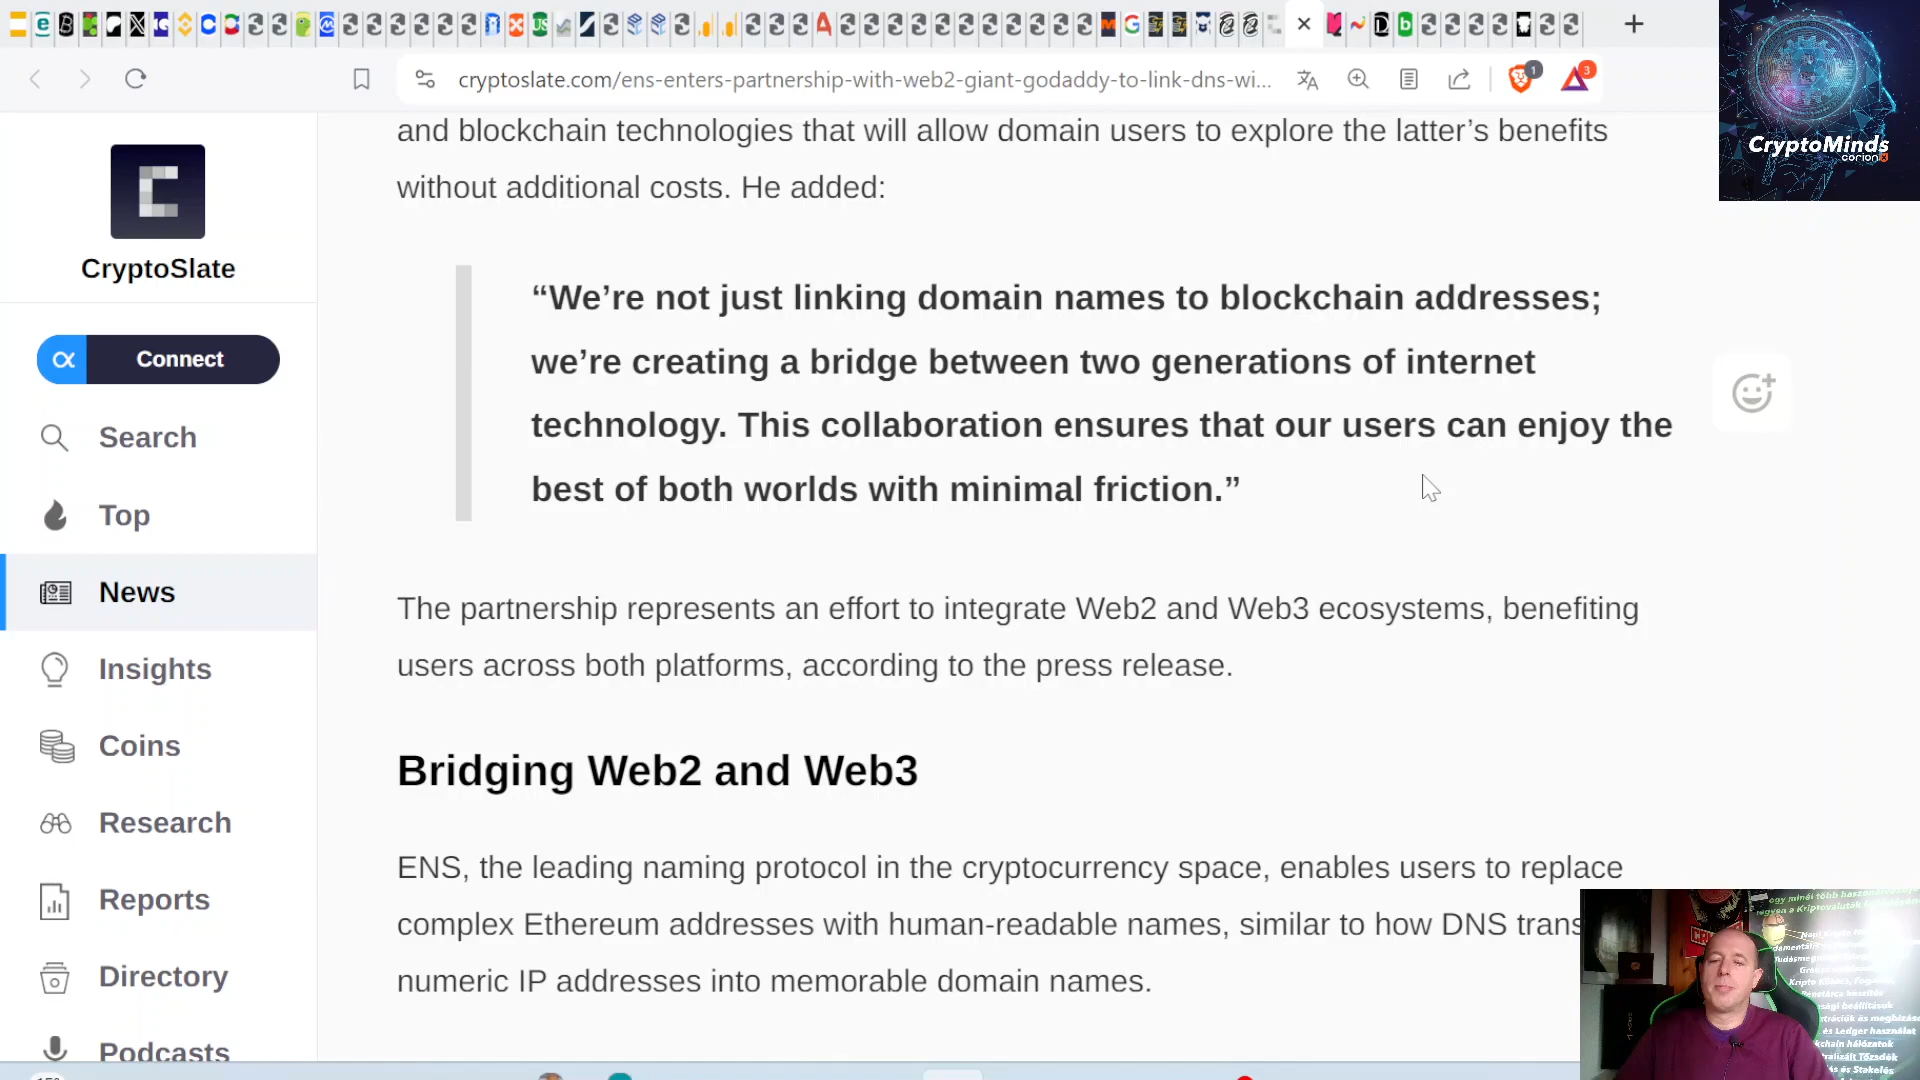 cryptoslate.com/ens-enters-partnership-with-web2-giant-godaddy-to-link-dns-wi...
1
3
CryptoMinds
corion
CryptoSlate
Connect
Search
Top
News
Insights
Coins
Research
Reports
Directory
Podcasts
and blockchain technologies that will allow domain users to explore the latter’s benefits
without additional costs. He added:
“We’re not just linking domain names to blockchain addresses;
we’re creating a bridge between two generations of internet
technology. This collaboration ensures that our users can enjoy the
best of both worlds with minimal friction.”
The partnership represents an effort to integrate Web2 and Web3 ecosystems, benefiting
users across both platforms, according to the press release.
Bridging Web2 and Web3
ENS, the leading naming protocol in the cryptocurrency space, enables users to replace
complex Ethereum addresses with human-readable names, similar to how DNS trans
numeric IP addresses into memorable domain names.